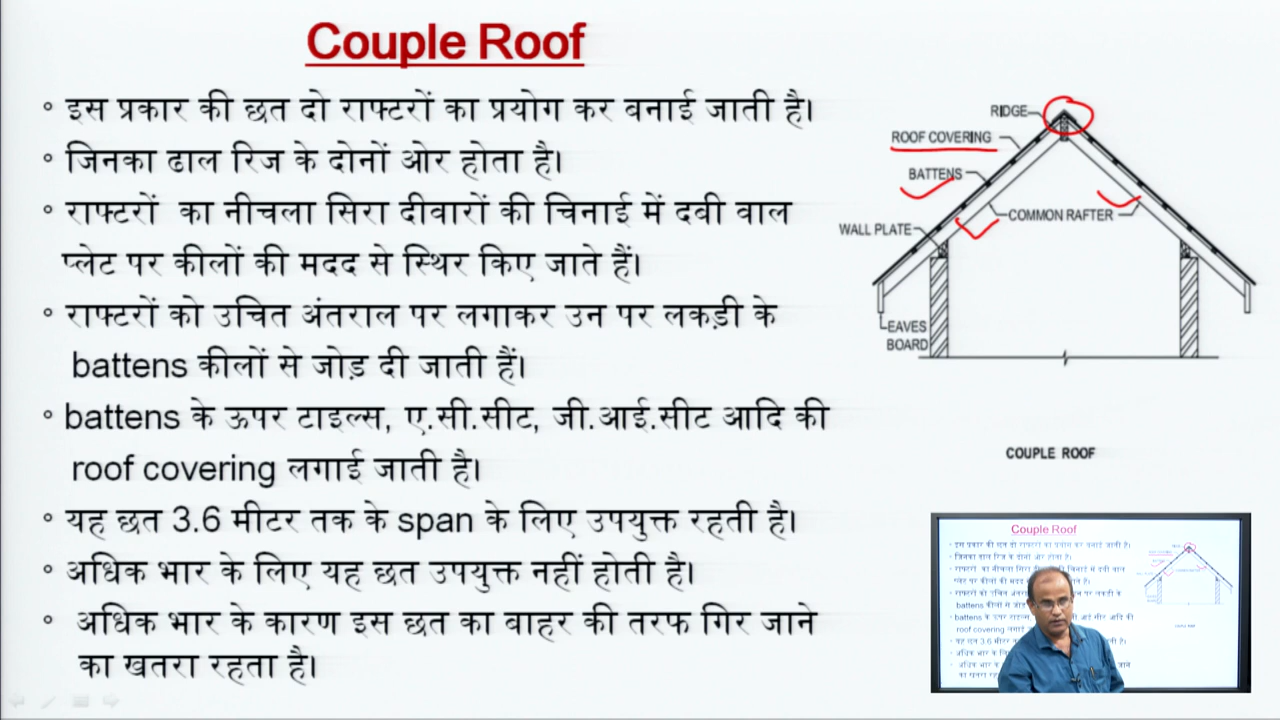 Couple Roof
• इस प्रकार की छत दो राफ्टरों का प्रयोग कर बनाई जाती है।
• जिनका ढाल रिज के दोनों ओर होता है।
• राफ्टरों का नीचला सिरा दीवारों की चिनाई में दबी वाल
प्लेट पर कीलों की मदद से स्थिर किए जाते हैं।
• राफ्टरों को उचित अंतराल पर लगाकर उन पर लकड़ी के
battens कीलों से जोड़ दी जाती हैं।
• battens के ऊपर टाइल्स, ए.सी.सीट, जी.आई.सीट आदि की
roof covering लगाई जाती है।
• यह छत 3.6 मीटर तक के span के लिए उपयुक्त रहती है।
• अधिक भार के लिए यह छत उपयुक्त नहीं होती है।
• अधिक भार के कारण इस छत का बाहर की तरफ गिर जाने
का खतरा रहता है।
RIDGE
ROOF COVERING
BATTENS
COMMON RAFTER
WALL PLATE
EAVES
BOARD
COUPLE ROOF
Couple Roof